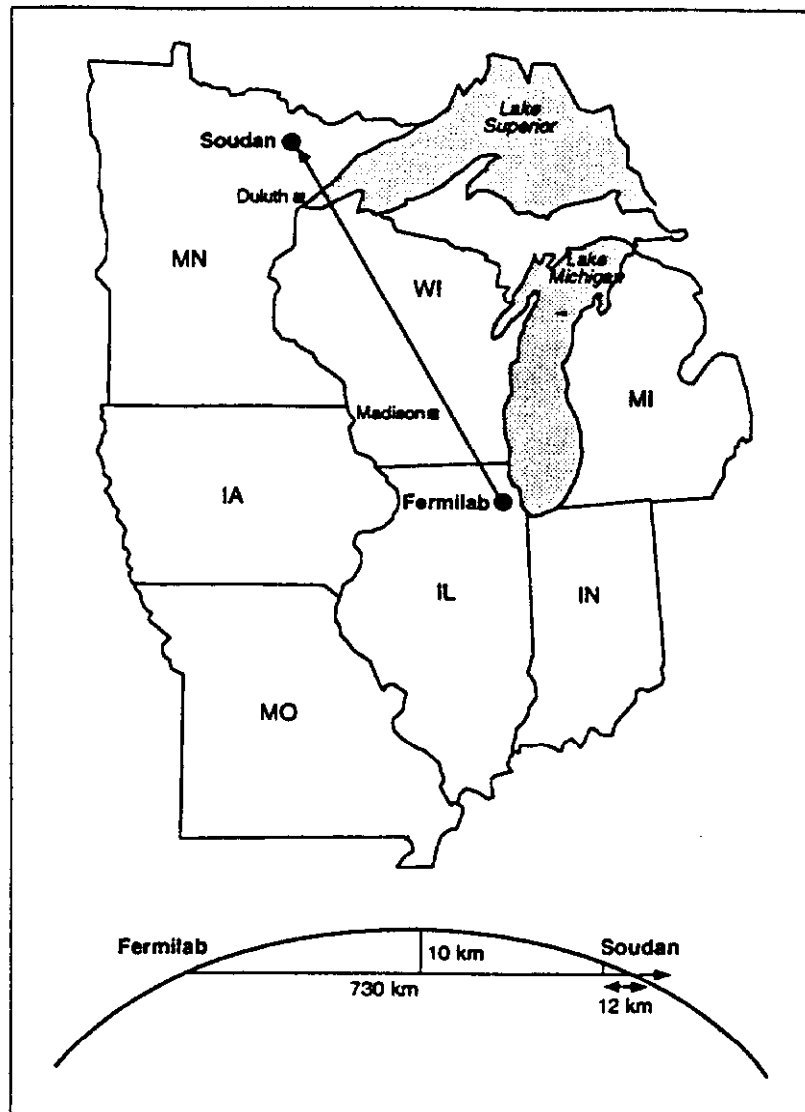 Lake
Superior
Soudan
Duluth
MN
Lake
Michigan
WI
MI
Madison
IA
Fermilab
IL
IN
MO
Fermilab
10 km
Soudan
730 km
12 km